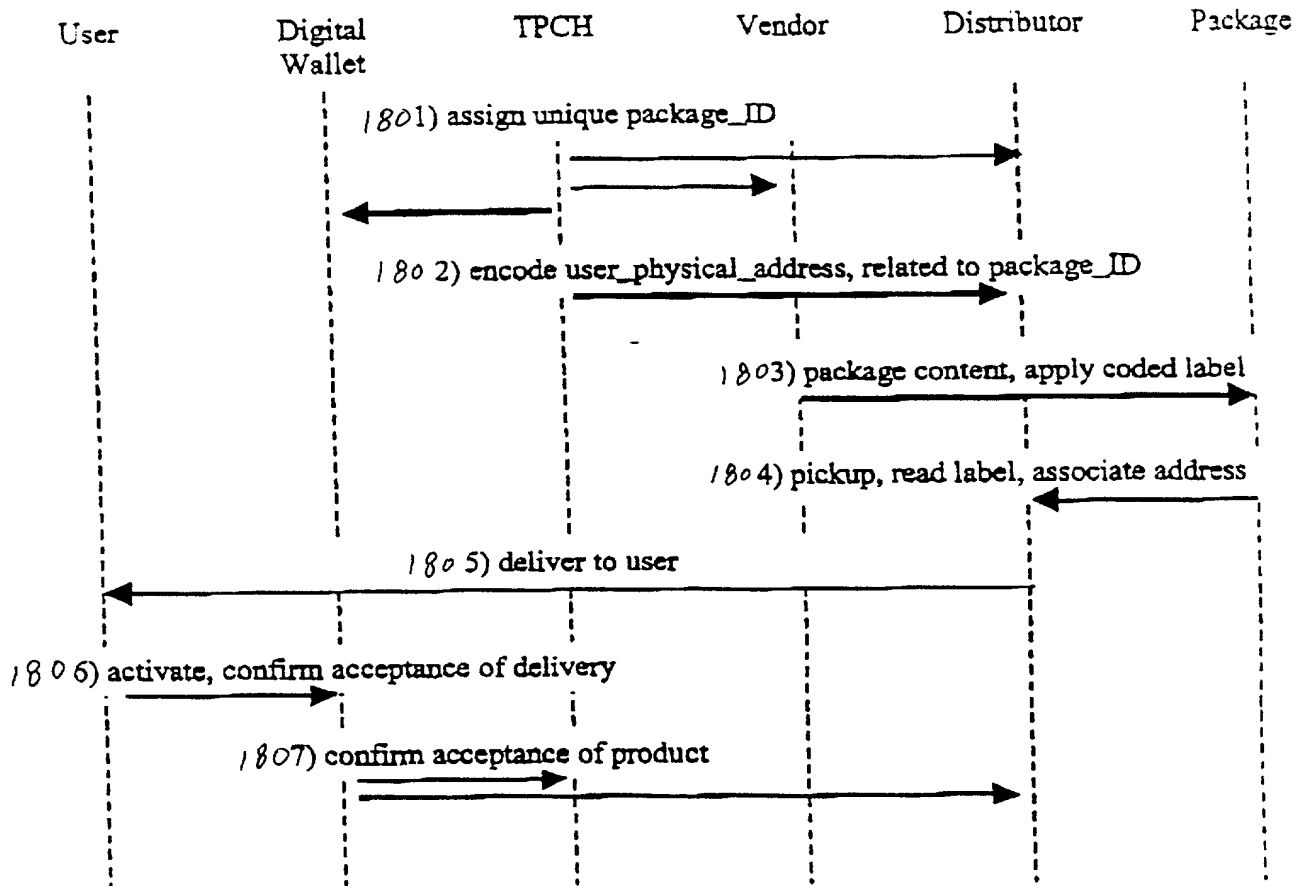 User Digital Wallet TPCH Vendor Distributor Package
1801) assign unique package_ID
1802) encode user_physical_address, related to package_ID
1803) package content, apply coded label
1804) pickup, read label, associate address
1805) deliver to user
1806) activate, confirm acceptance of delivery
1807) confirm acceptance of product